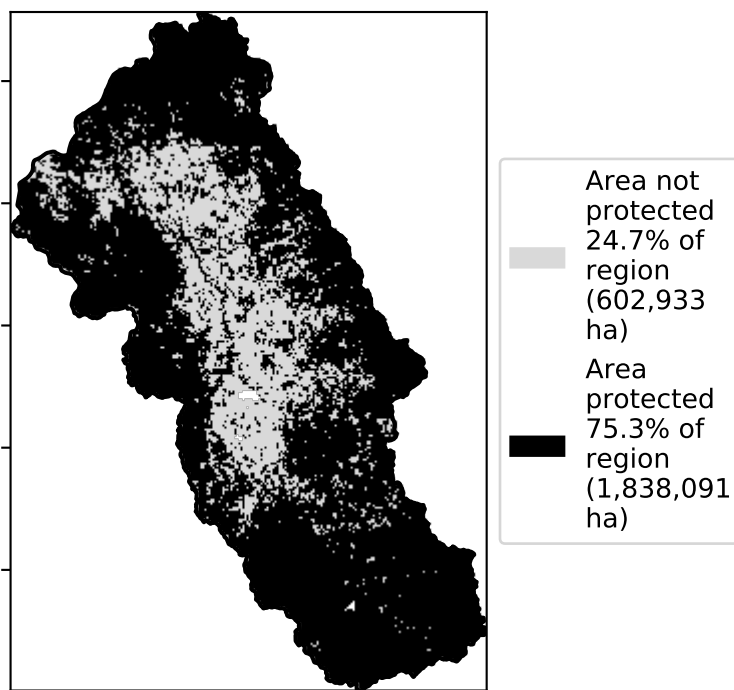 Area not
protected
24.7% of
region
(602,933
ha)
Area
protected
75.3% of
region
(1,838,091
ha)